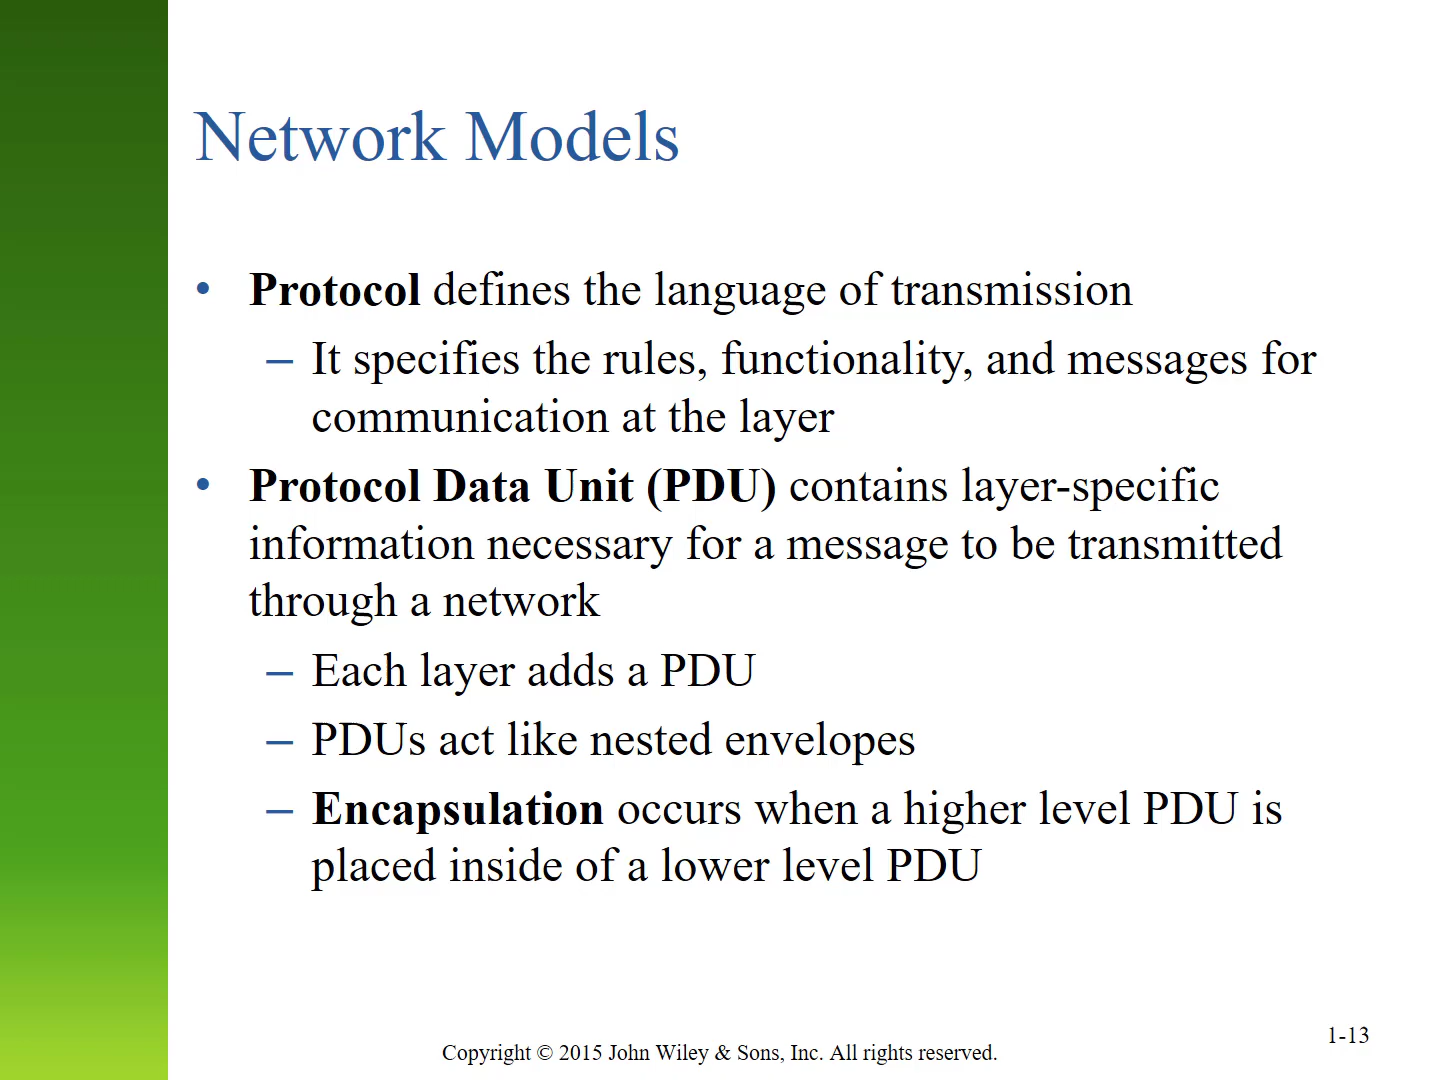 Network Models
• Protocol defines the language of transmission
– It specifies the rules, functionality, and messages for
communication at the layer
• Protocol Data Unit (PDU) contains layer-specific
information necessary for a message to be transmitted
through a network
– Each layer adds a PDU
– PDUs act like nested envelopes
– Encapsulation occurs when a higher level PDU is
placed inside of a lower level PDU
1-13
Copyright © 2015 John Wiley & Sons, Inc. All rights reserved.